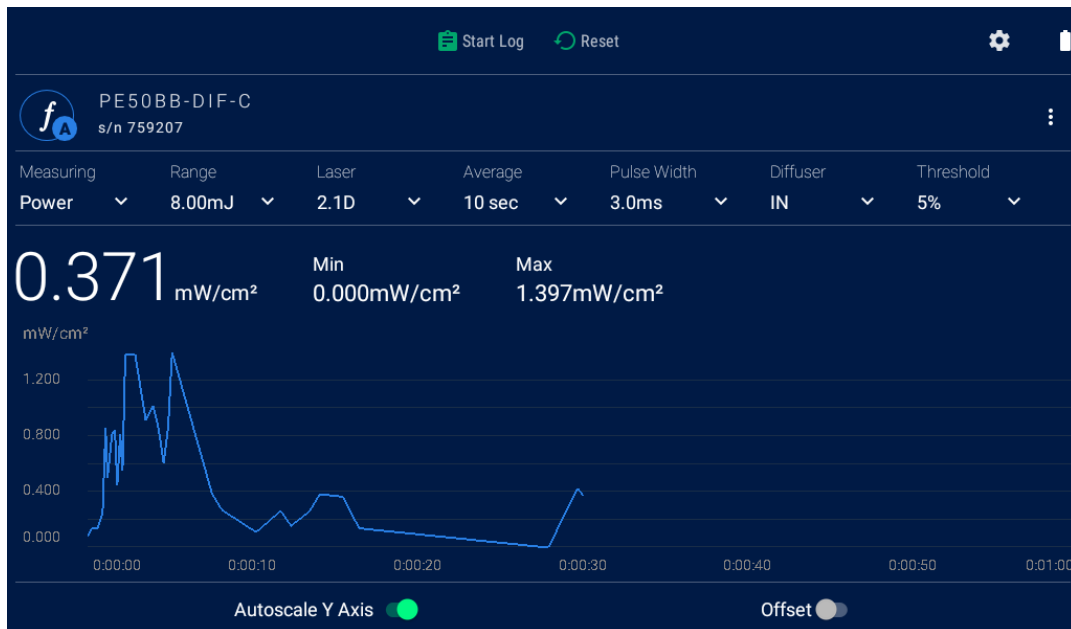 Start Log Reset
f A PE50BB-DIF-C
s/n 759207
Measuring Range Laser Average Pulse Width Diffuser Threshold
Power 8.00mJ 2.1D 10 sec 3.0ms IN 5%
0.371 mW/cm²
Min Max
0.000mW/cm² 1.397mW/cm²
mW/cm²
1.200
0.800
0.400
0.000
0:00:00 0:00:10 0:00:20 0:00:30 0:00:40 0:00:50 0:01:00
Autoscale Y Axis Offset